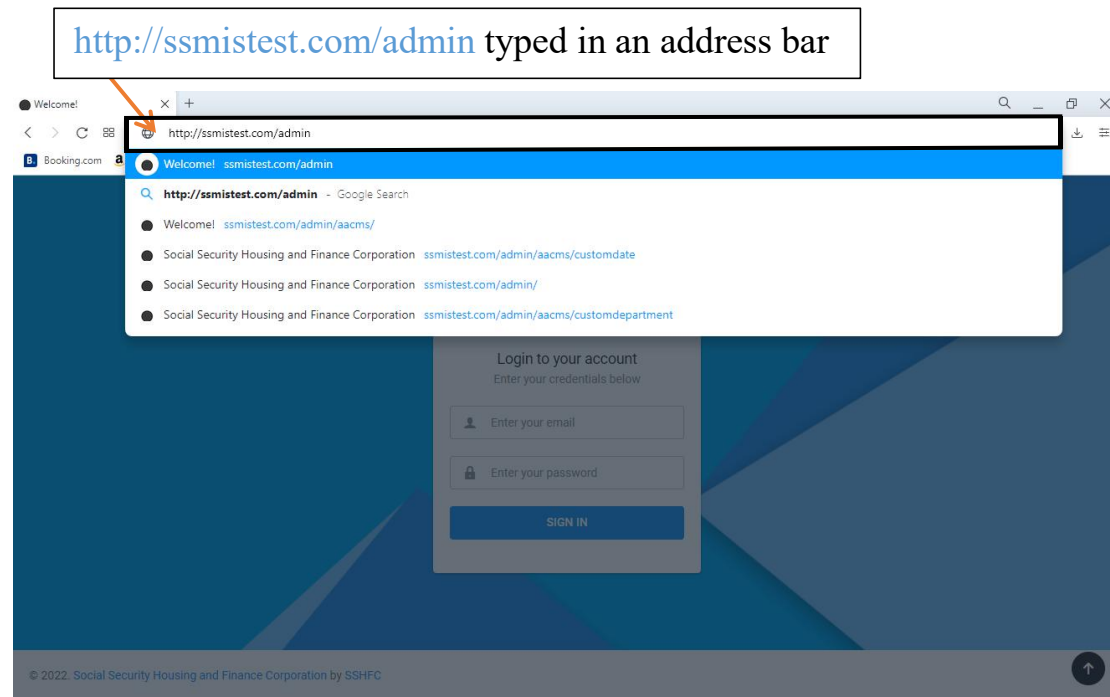 http://ssmistest.com/admin typed in an address bar
Welcome!
http://ssmistest.com/admin
Booking.com a
Welcome! ssmistest.com/admin
http://ssmistest.com/admin - Google Search
Welcome! ssmistest.com/admin/aacms/
Social Security Housing and Finance Corporation ssmistest.com/admin/aacms/customdate
Social Security Housing and Finance Corporation ssmistest.com/admin/
Social Security Housing and Finance Corporation ssmistest.com/admin/aacms/customdepartment
Login to your account
Enter your credentials below
Enter your email
Enter your password
SIGN IN
© 2022. Social Security Housing and Finance Corporation by SSHFC